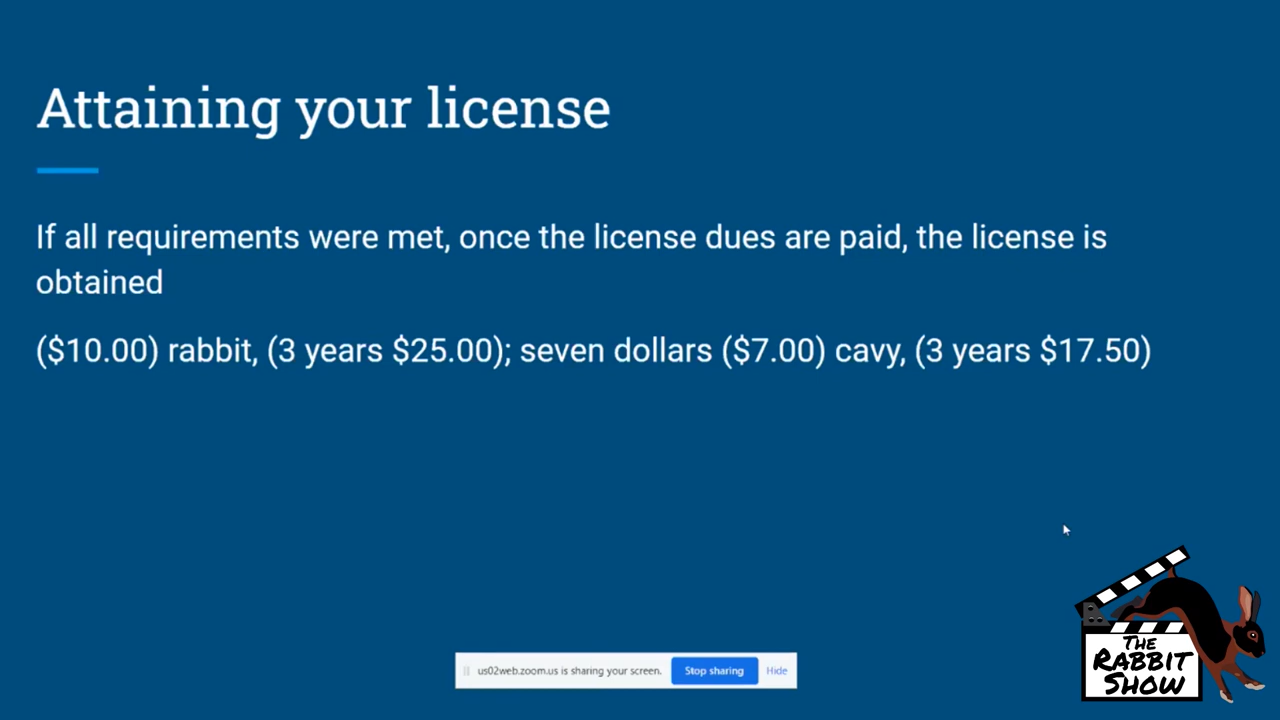 Attaining your license
If all requirements were met, once the license dues are paid, the license is
obtained
($10.00) rabbit, (3 years $25.00); seven dollars ($7.00) cavy, (3 years $17.50)
us02web.zoom.us is sharing your screen.
Stop sharing
Hide
THE
RABBIT
SHOW